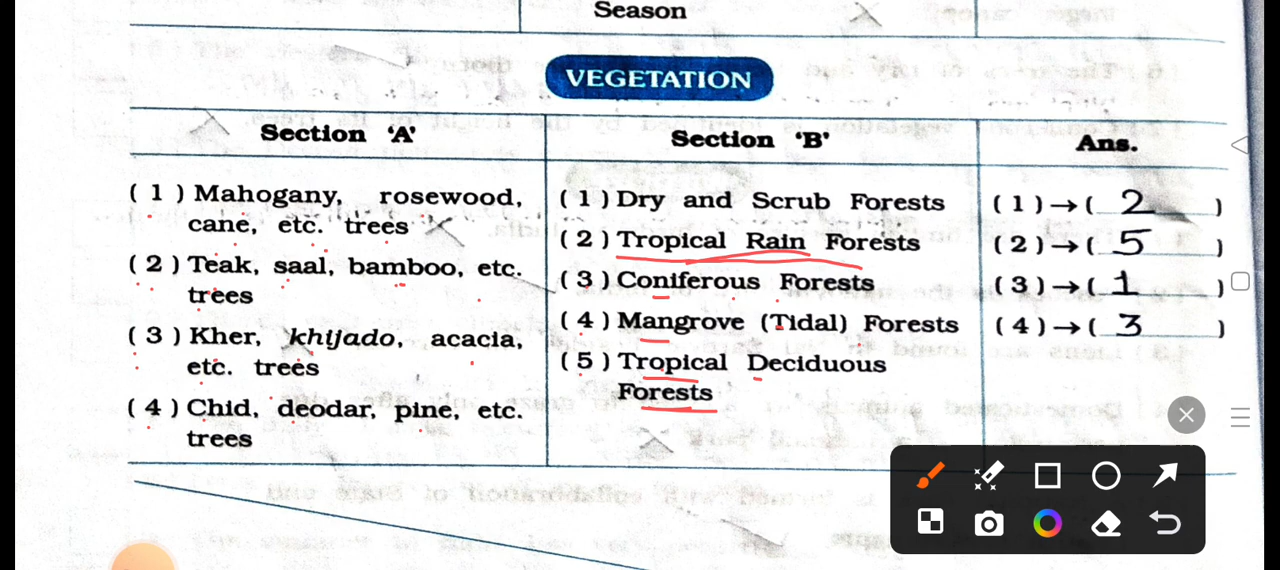 Season
VEGETATION
Section 'A' Section 'B' Ans.
( 1 ) Mahogany, rosewood, cane, etc. trees
( 2 ) Teak, saal, bamboo, etc. trees
( 3 ) Kher, khijado, acacia, etc. trees
( 4 ) Chid, deodar, pine, etc. trees
( 1 ) Dry and Scrub Forests
( 2 ) Tropical Rain Forests
( 3 ) Coniferous Forests
( 4 ) Mangrove (Tidal) Forests
( 5 ) Tropical Deciduous
Forests
( 1 ) → ( 2 )
( 2 ) → ( 5 )
( 3 ) → ( 1 )
( 4 ) → ( 3 )